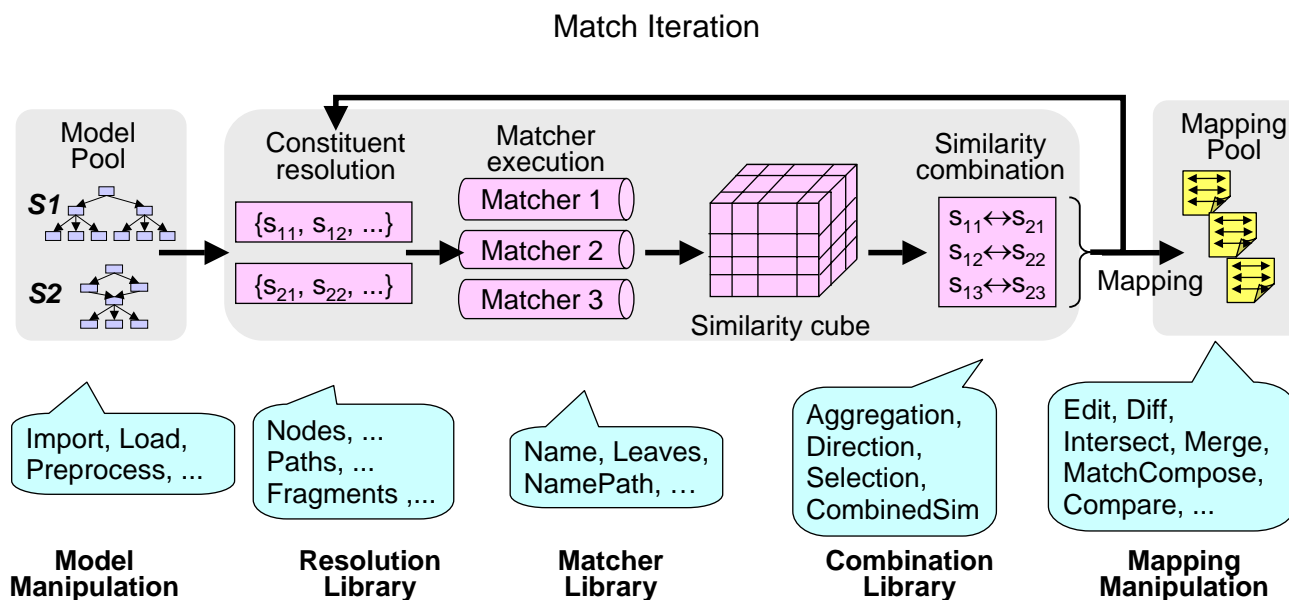 Match Iteration
Model
Pool
S1
S2
Constituent
resolution
{s11, s12, ...}
{s21, s22, ...}
Matcher
execution
Matcher 1
Matcher 2
Matcher 3
Similarity cube
Similarity
combination
s11↔s21
s12↔s22
s13↔s23
Mapping
Mapping
Pool
Import, Load,
Preprocess, ...
Nodes, ...
Paths, ...
Fragments ,...
Name, Leaves,
NamePath, …
Aggregation,
Direction,
Selection,
CombinedSim
Edit, Diff,
Intersect, Merge,
MatchCompose,
Compare, ...
Model
Manipulation
Resolution
Library
Matcher
Library
Combination
Library
Mapping
Manipulation